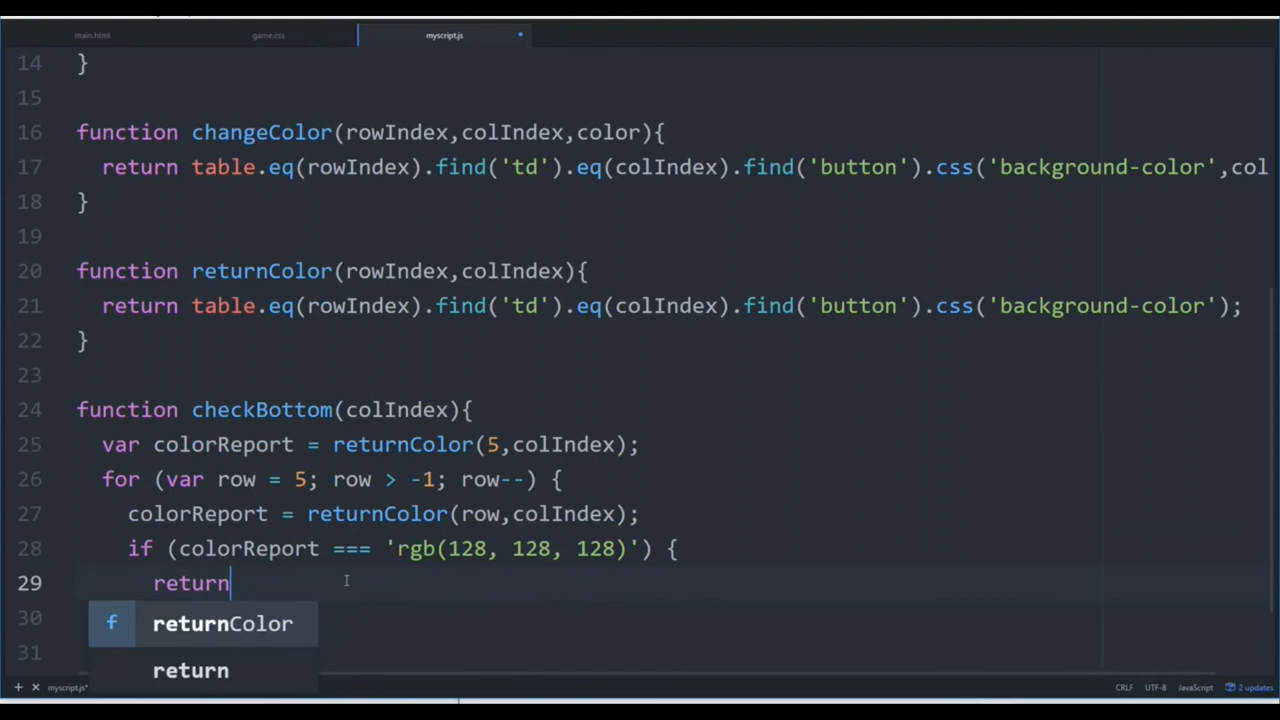 main.html game.css myscript.js
14 }
15
16 function changeColor(rowIndex,colIndex,color){
17 return table.eq(rowIndex).find('td').eq(colIndex).find('button').css('background-color',col
18 }
19
20 function returnColor(rowIndex,colIndex){
21 return table.eq(rowIndex).find('td').eq(colIndex).find('button').css('background-color');
22 }
23
24 function checkBottom(colIndex){
25 var colorReport = returnColor(5,colIndex);
26 for (var row = 5; row > -1; row--) {
27 colorReport = returnColor(row,colIndex);
28 if (colorReport === 'rgb(128, 128, 128)') {
29 return
30 f returnColor
31
return
+ × myscript.js* CRLF UTF-8 JavaScript 2 updates